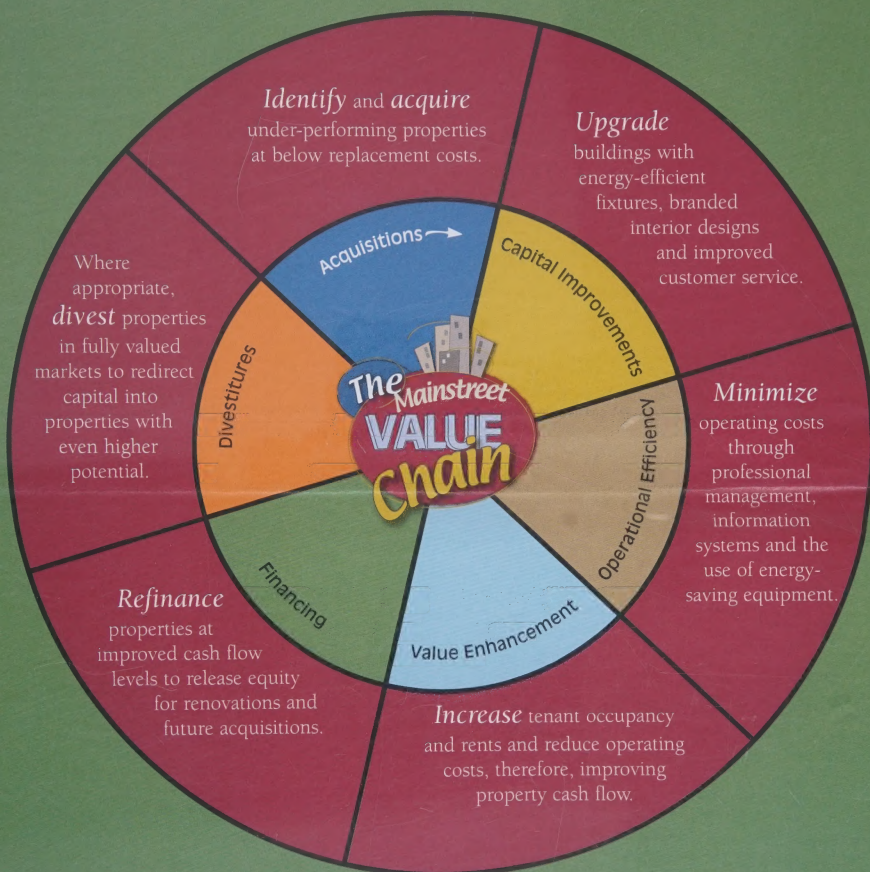 Identify and acquire
under-performing properties
at below replacement costs.
Upgrade
buildings with
energy-efficient
fixtures, branded
interior designs
and improved
customer service.
Minimize
operating costs
through
professional
management,
information
systems and the
use of energy-
saving equipment.
Increase tenant occupancy
and rents and reduce operating
costs, therefore, improving
property cash flow.
Refinance
properties at
improved cash flow
levels to release equity
for renovations and
future acquisitions.
Where
appropriate,
divest properties
in fully valued
markets to redirect
capital into
properties with
even higher
potential.
Acquisitions
Capital Improvements
Operational Efficiency
Value Enhancement
Financing
Divestitures
The
Mainstreet
VALUE
Chain